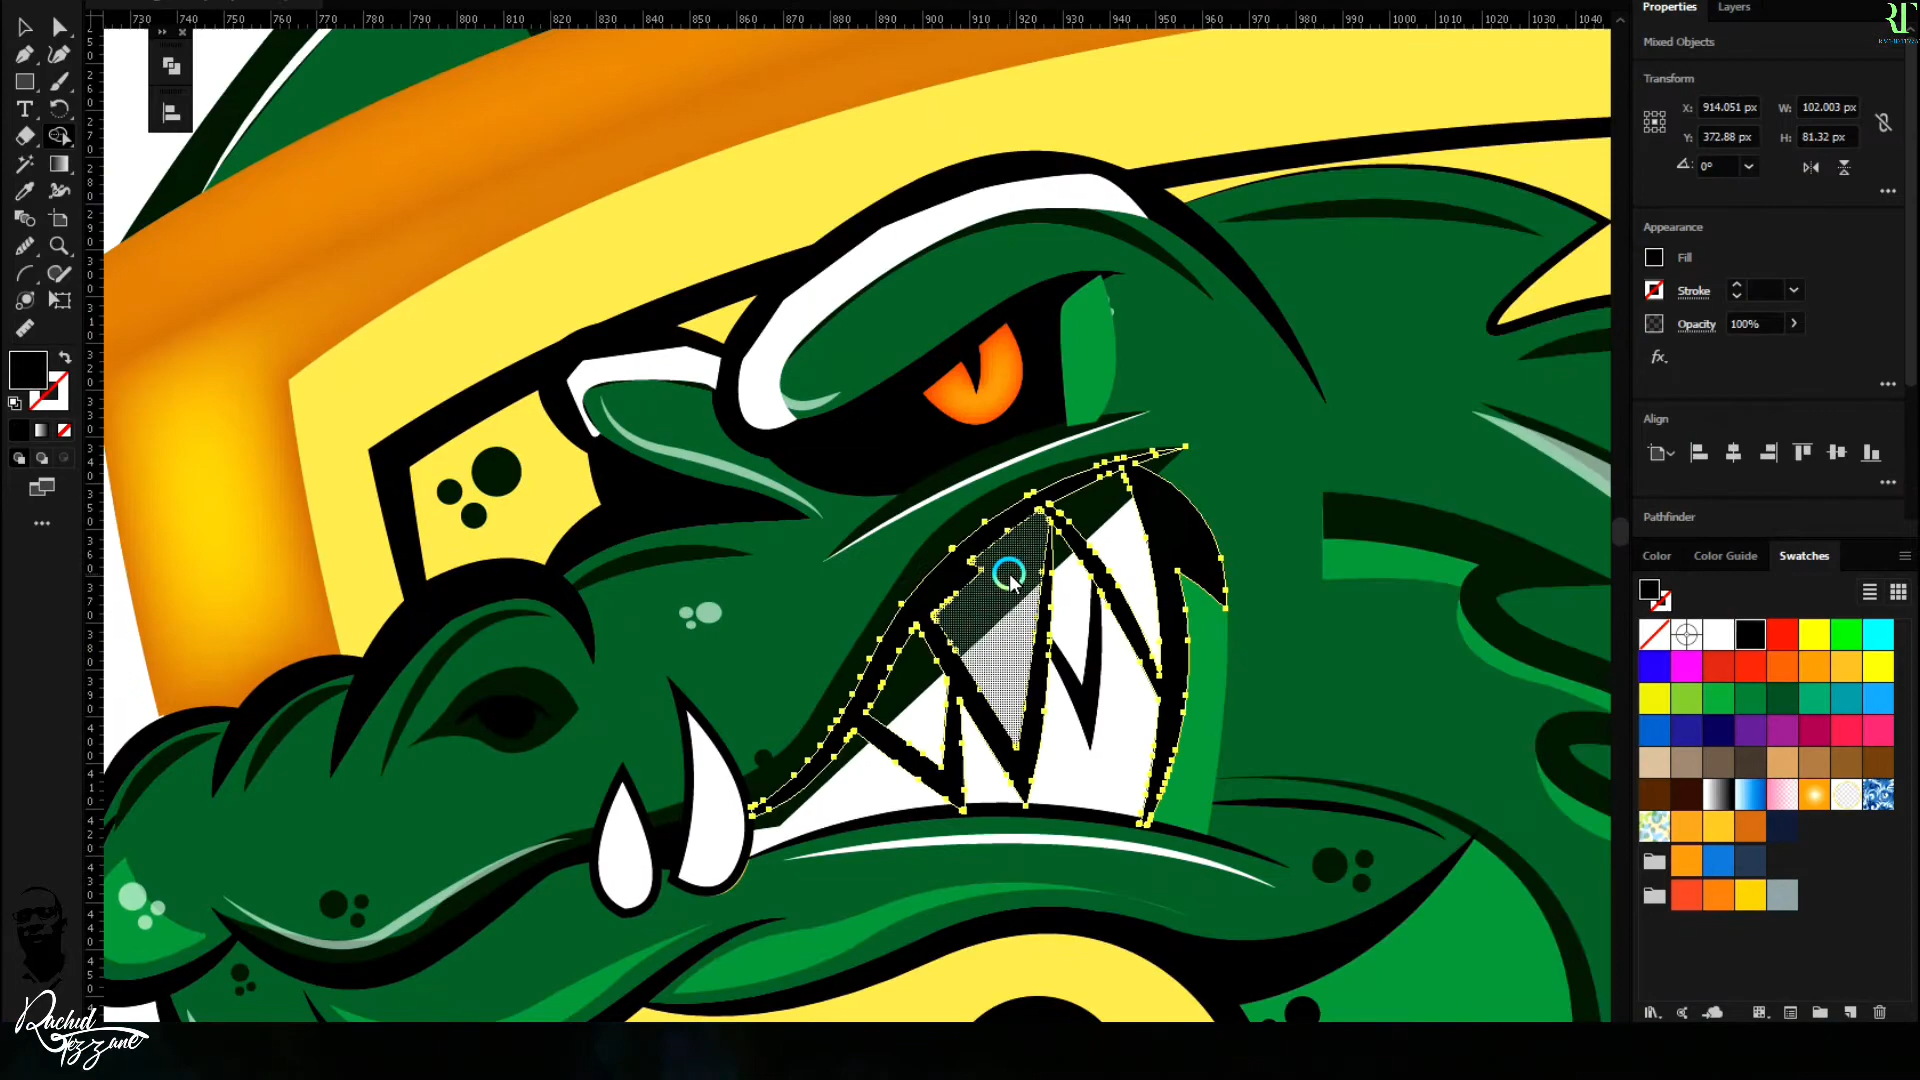 730 740 750 760 770 780 790 800 810 820 830 840 850 860 870 880 890 900 910 920 930 940 950 960 970 980 990 1000 1010 1020 1030 1040
Properties Layers
RT
Mixed Objects
Transform
X: 914.051 px W: 102.003 px
Y: 372.88 px H: 81.32 px
0°
Appearance
Fill
Stroke
Opacity 100%
fx.
Align
Pathfinder
Color Color Guide Swatches
T
Rachid
Tezzane